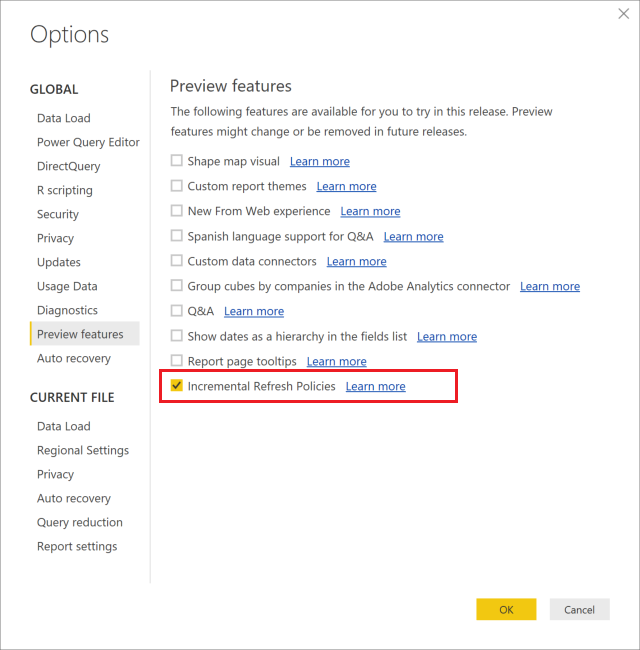 Options
GLOBAL
Data Load
Power Query Editor
DirectQuery
R scripting
Security
Privacy
Updates
Usage Data
Diagnostics
Preview features
Auto recovery
CURRENT FILE
Data Load
Regional Settings
Privacy
Auto recovery
Query reduction
Report settings
Preview features
The following features are available for you to try in this release. Preview
features might change or be removed in future releases.
Shape map visual Learn more
Custom report themes Learn more
New From Web experience Learn more
Spanish language support for Q&A Learn more
Custom data connectors Learn more
Group cubes by companies in the Adobe Analytics connector Learn more
Q&A Learn more
Show dates as a hierarchy in the fields list Learn more
Report page tooltips Learn more
Incremental Refresh Policies Learn more
OK Cancel